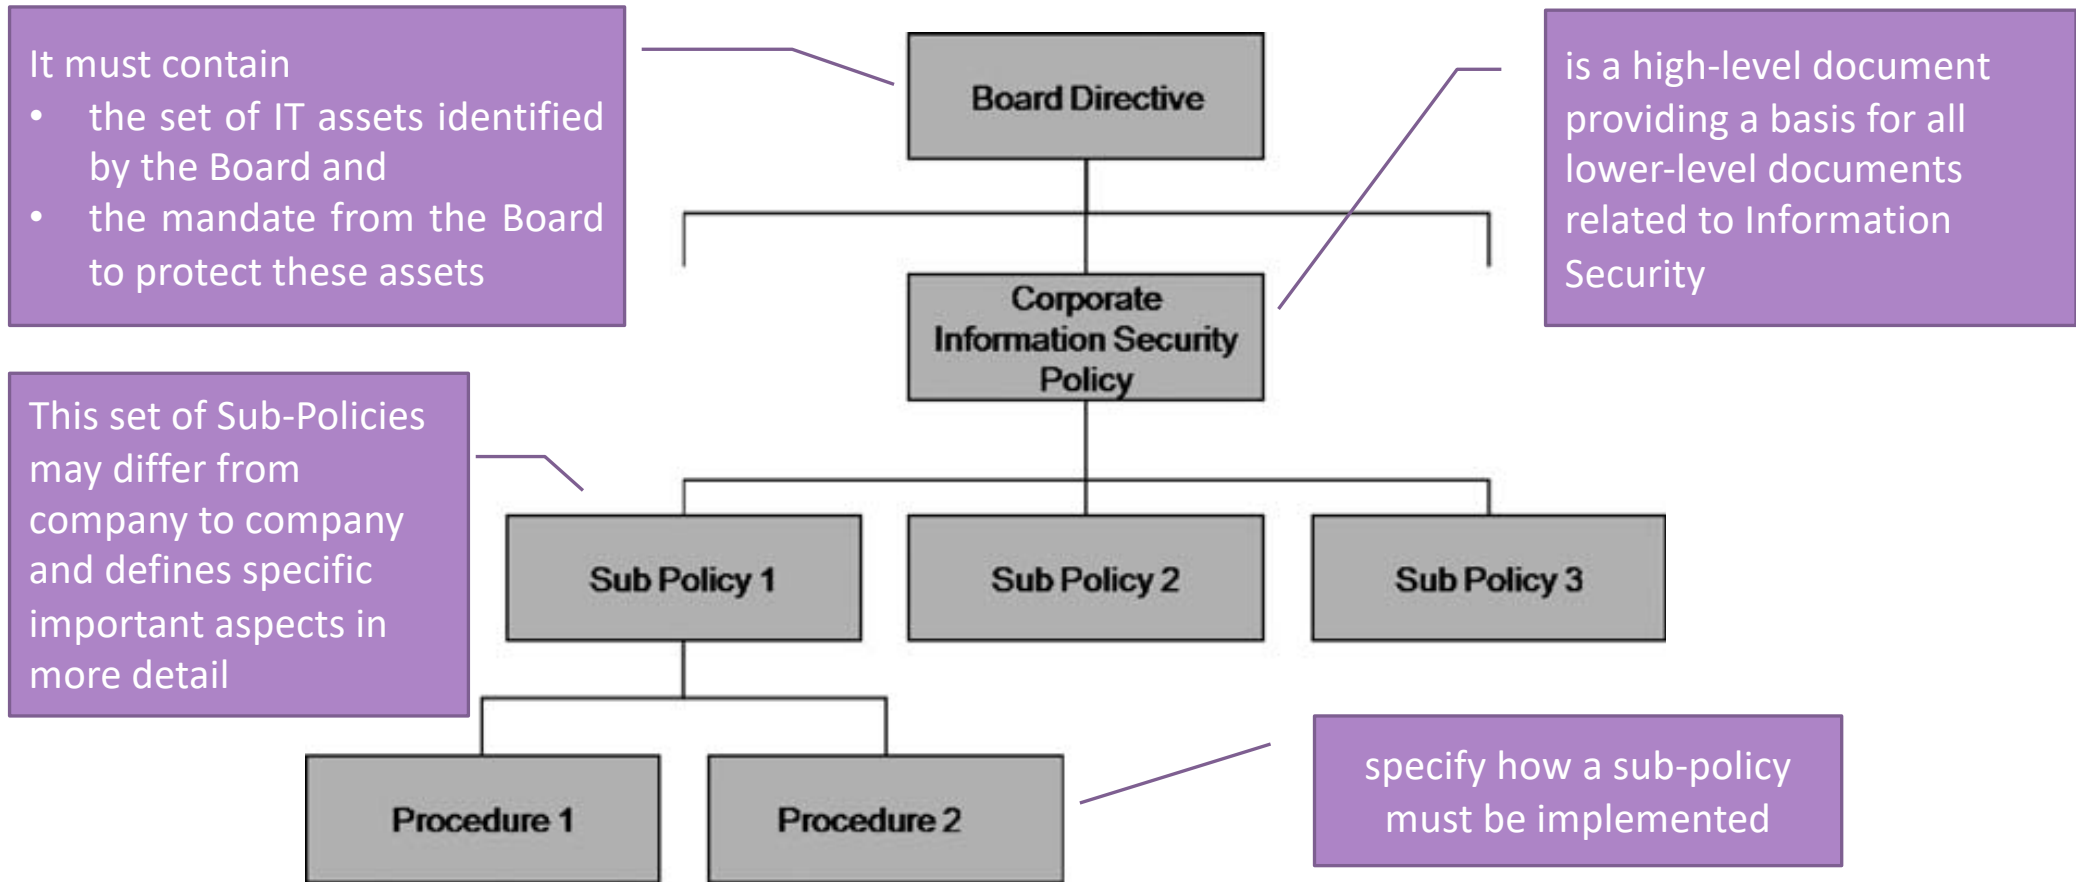 It must contain
• the set of IT assets identified
by the Board and
• the mandate from the Board
to protect these assets
Board Directive
is a high-level document
providing a basis for all
lower-level documents
related to Information
Security
Corporate
Information Security
Policy
This set of Sub-Policies
may differ from
company to company
and defines specific
important aspects in
more detail
Sub Policy 1
Sub Policy 2
Sub Policy 3
Procedure 1
Procedure 2
specify how a sub-policy
must be implemented